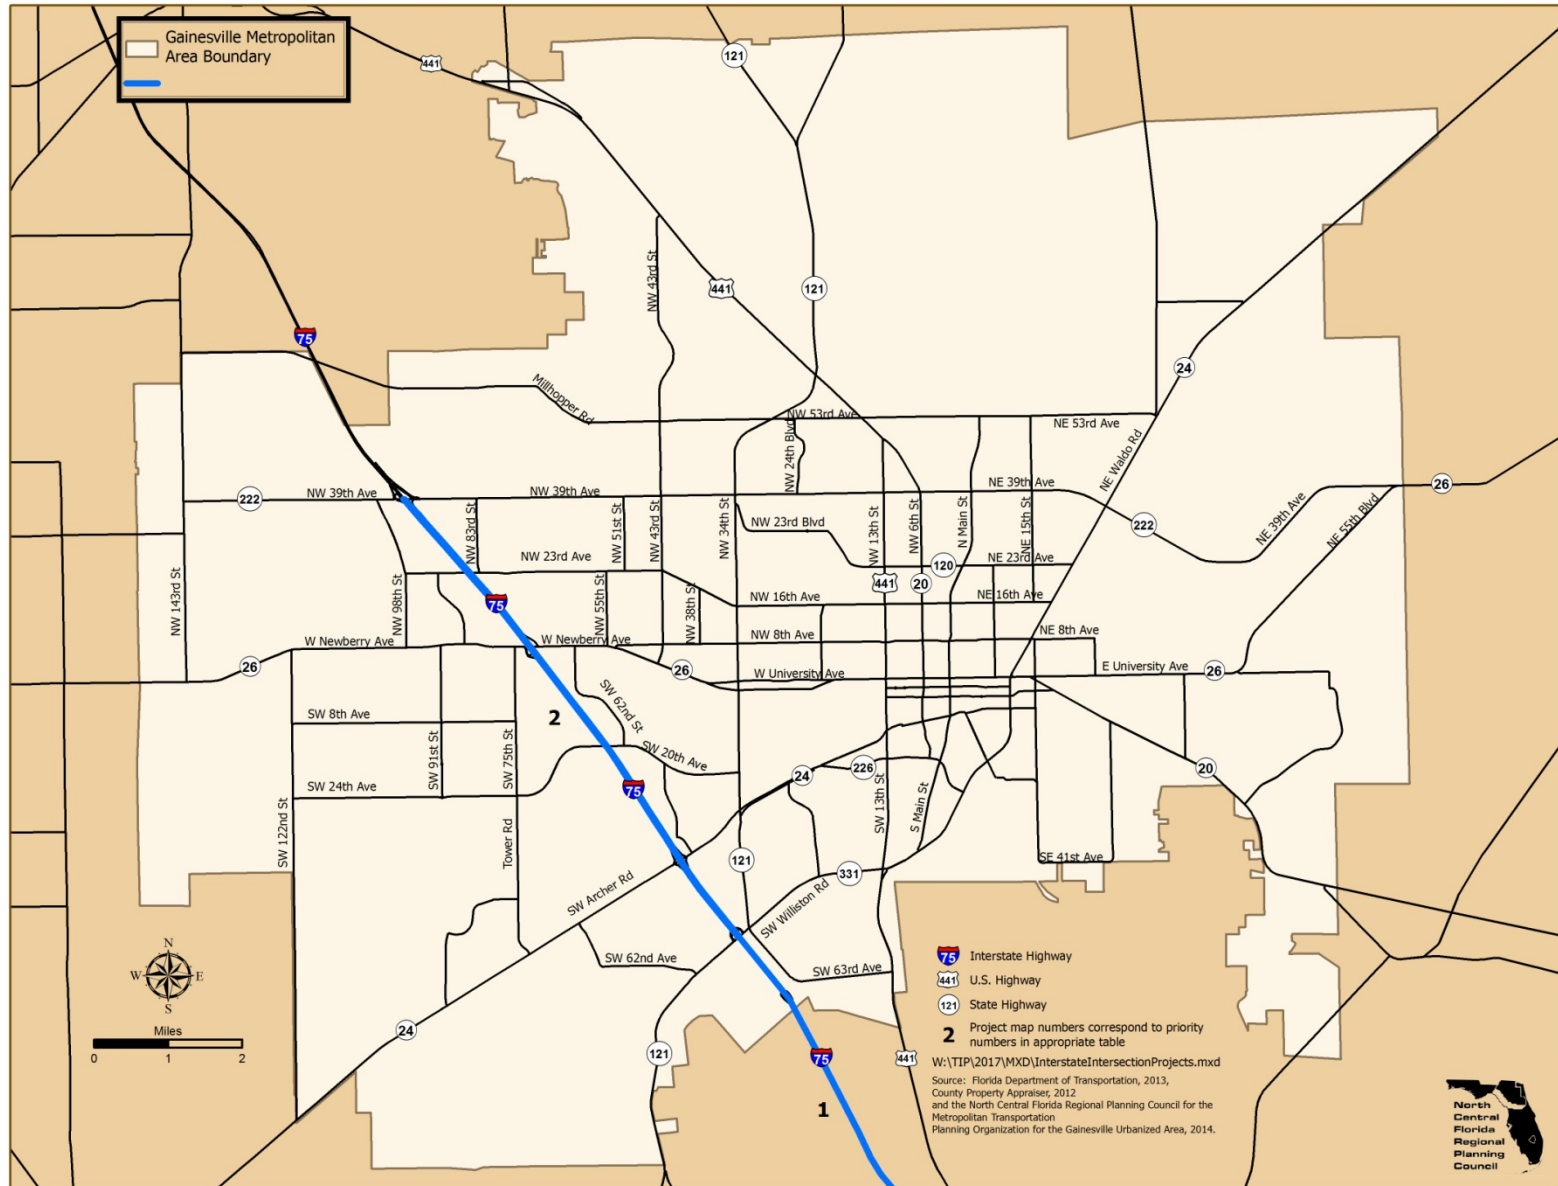 Gainesville Metropolitan
Area Boundary
441
121
NW 43rd St
441
121
75
24
Millhopper Rd
NW 53rd Ave
NE 53rd Ave
NW 24th Blvd
NE Waldo Rd
222
NW 39th Ave
NW 39th Ave
NE 39th Ave
26
NW 83rd St
NW 51st St
NW 43rd St
NW 34th St
NW 23rd Blvd
NW 13th St
NW 6th St
N Main St
NE 15th St
222
NE 39th Ave
NE 55th Blvd
NW 23rd Ave
NE 23rd Ave
120
441
20
NW 143rd St
NW 98th St
75
NW 55th St
NW 38th St
NW 16th Ave
NE 16th Ave
W Newberry Ave
W Newberry Ave
NW 8th Ave
NE 8th Ave
26
26
W University Ave
E University Ave
26
SW 62nd St
SW 8th Ave
2
SW 91st St
SW 75th St
SW 20th Ave
24
226
20
SW 24th Ave
75
SW 122nd St
Tower Rd
SW 13th St
S Main St
121
331
SE 41st Ave
SW Archer Rd
SW Williston Rd
SW 62nd Ave
SW 63rd Ave
N
W E
S
Miles
0 1 2
24
121
75
441
1
75 Interstate Highway
441 U.S. Highway
121 State Highway
2 Project map numbers correspond to priority
numbers in appropriate table
W:\TIP\2017\MXD\InterstateIntersectionProjects.mxd
Source: Florida Department of Transportation, 2013,
County Property Appraiser, 2012
and the North Central Florida Regional Planning Council for the
Metropolitan Transportation
Planning Organization for the Gainesville Urbanized Area, 2014.
North
Central
Florida
Regional
Planning
Council